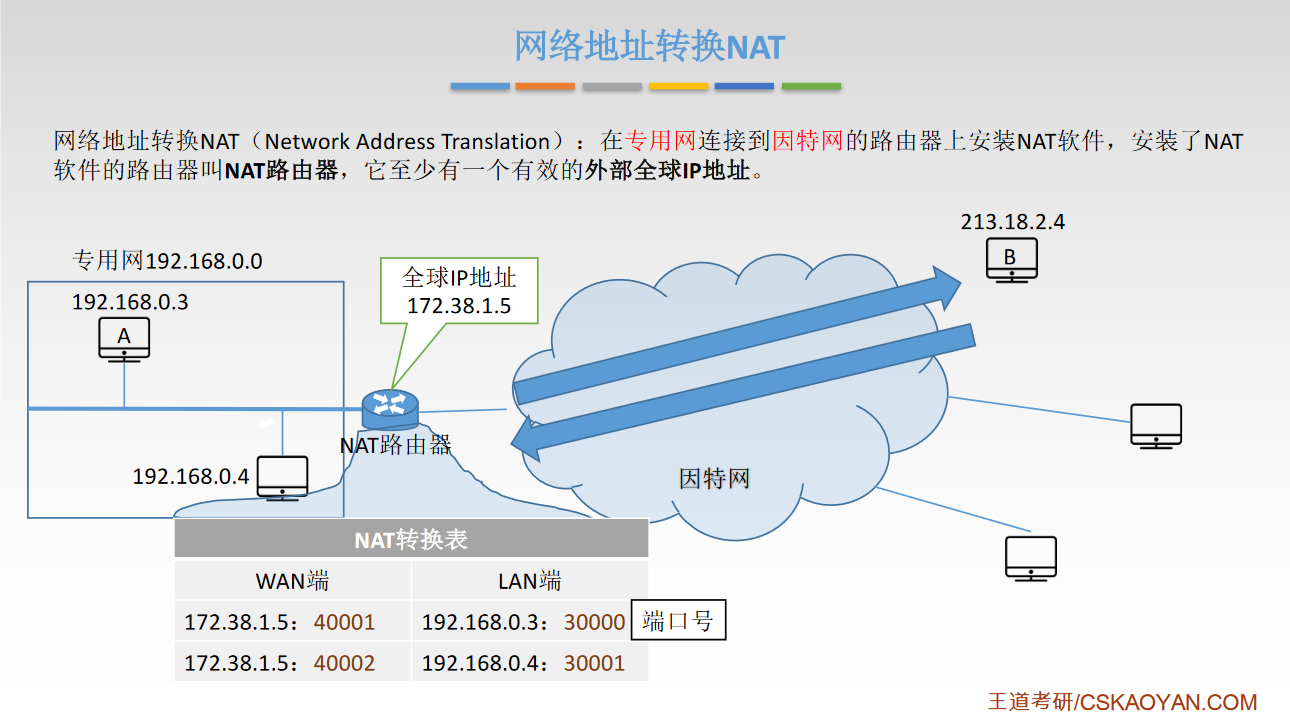 网络地址转换NAT
网络地址转换NAT（Network Address Translation）：在专用网连接到因特网的路由器上安装NAT软件，安装了NAT
软件的路由器叫NAT路由器，它至少有一个有效的外部全球IP地址。
213.18.2.4
B
专用网192.168.0.0
192.168.0.3
A
全球IP地址
172.38.1.5
NAT路由器
192.168.0.4
因特网
NAT转换表
WAN端 LAN端
172.38.1.5：40001 192.168.0.3：30000 端口号
172.38.1.5：40002 192.168.0.4：30001
王道考研/CSKAOYAN.COM